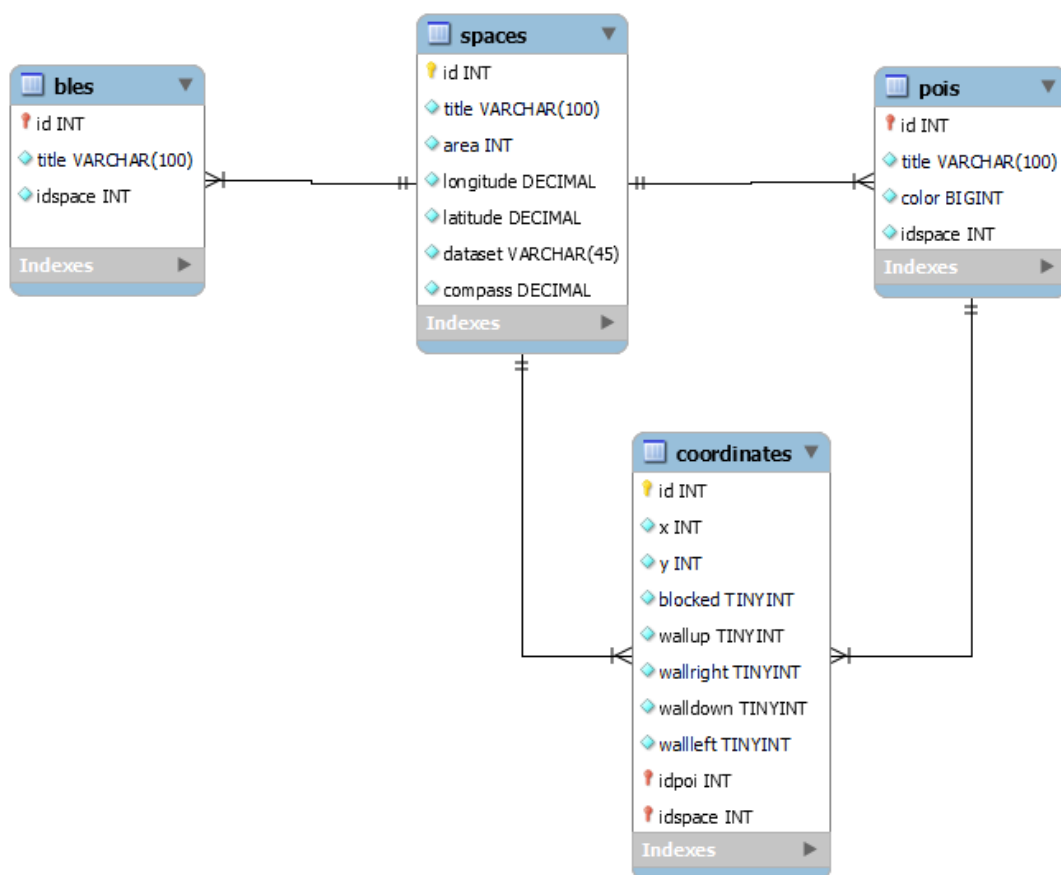 bles
id INT
title VARCHAR(100)
idspace INT
Indexes
spaces
id INT
title VARCHAR(100)
area INT
longitude DECIMAL
latitude DECIMAL
dataset VARCHAR(45)
compass DECIMAL
Indexes
pois
id INT
title VARCHAR(100)
color BIGINT
idspace INT
Indexes
coordinates
id INT
x INT
y INT
blocked TINYINT
wallup TINYINT
wallright TINYINT
walldown TINYINT
wallleft TINYINT
idpoi INT
idspace INT
Indexes